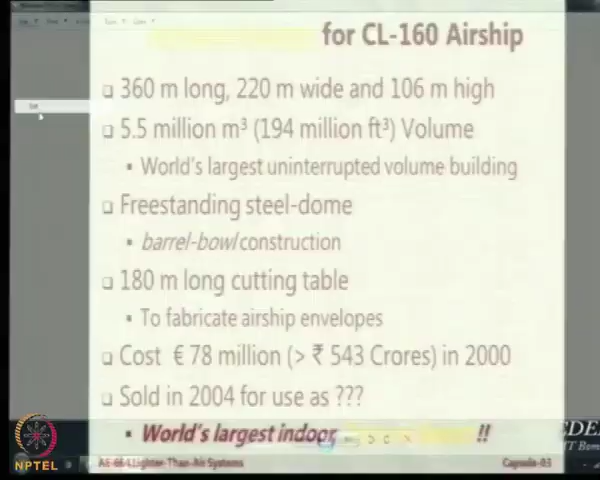 for CL-160 Airship
360 m long, 220 m wide and 106 m high
5.5 million m³ (194 million ft³) Volume
World's largest uninterrupted volume building
Freestanding steel-dome
barrel-bowl construction
180 m long cutting table
To fabricate airship envelopes
Cost € 78 million (> ₹ 543 Crores) in 2000
Sold in 2004 for use as ???
World's largest indoor !!
NPTEL
AE-664 Lighter-Than-Air Systems
Capsule-03